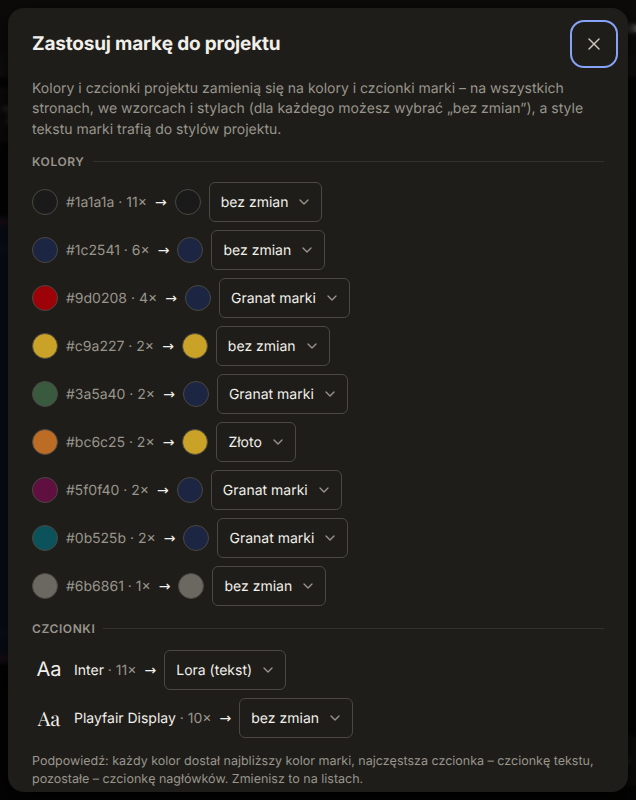 Zastosuj markę do projektu
Kolory i czcionki projektu zamienią się na kolory i czcionki marki – na wszystkich
stronach, we wzorcach i stylach (dla każdego możesz wybrać „bez zmian”), a style
tekstu marki trafią do stylów projektu.
KOLORY
#1a1a1a · 11× → bez zmian
#1c2541 · 6× → bez zmian
#9d0208 · 4× → Granat marki
#c9a227 · 2× → bez zmian
#3a5a40 · 2× → Granat marki
#bc6c25 · 2× → Złoto
#5f0f40 · 2× → Granat marki
#0b525b · 2× → Granat marki
#6b6861 · 1× → bez zmian
CZCIONKI
Aa Inter · 11× → Lora (tekst)
Aa Playfair Display · 10× → bez zmian
Podpowiedź: każdy kolor dostał najbliższy kolor marki, najczęstsza czcionka – czcionkę tekstu,
pozostałe – czcionkę nagłówków. Zmienisz to na listach.